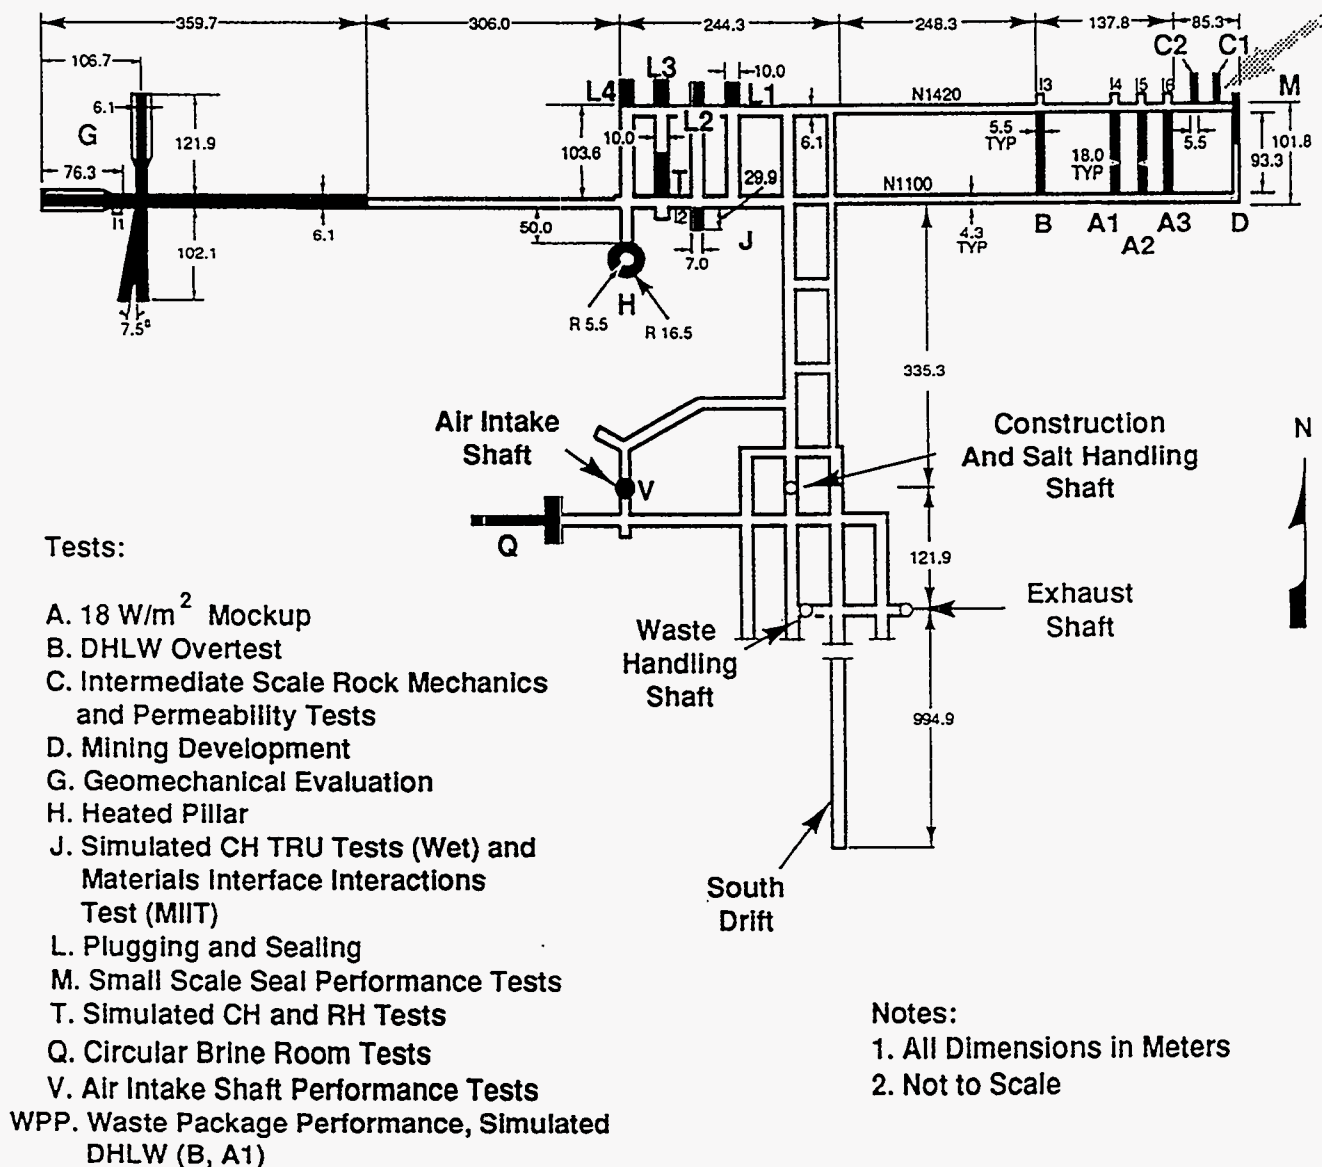 359.7 306.0 244.3 248.3 137.8 85.3
106.7 C2 C1
L3 10.0 I3 I4 I5 I6 M
6.1 L4 L1 N1420
G L2
121.9 10.0 103.6 6.1 5.5 TYP 18.0 TYP 5.5 93.3 101.8
76.3 T 29.9 N1100
I1 6.1 50.0 I2 J 4.3 TYP B A1 A3 D
A2
102.1 7.0
7.5° R 5.5 H R 16.5
335.3
Air Intake
Shaft
V
Construction
And Salt Handling
Shaft
N
Q
121.9
Exhaust
Shaft
Waste
Handling
Shaft
994.9
South
Drift
Tests:
A. 18 W/m² Mockup
B. DHLW Overtest
C. Intermediate Scale Rock Mechanics
and Permeability Tests
D. Mining Development
G. Geomechanical Evaluation
H. Heated Pillar
J. Simulated CH TRU Tests (Wet) and
Materials Interface Interactions
Test (MIIT)
L. Plugging and Sealing
M. Small Scale Seal Performance Tests
T. Simulated CH and RH Tests
Q. Circular Brine Room Tests
V. Air Intake Shaft Performance Tests
WPP. Waste Package Performance, Simulated
DHLW (B, A1)
Notes:
1. All Dimensions in Meters
2. Not to Scale